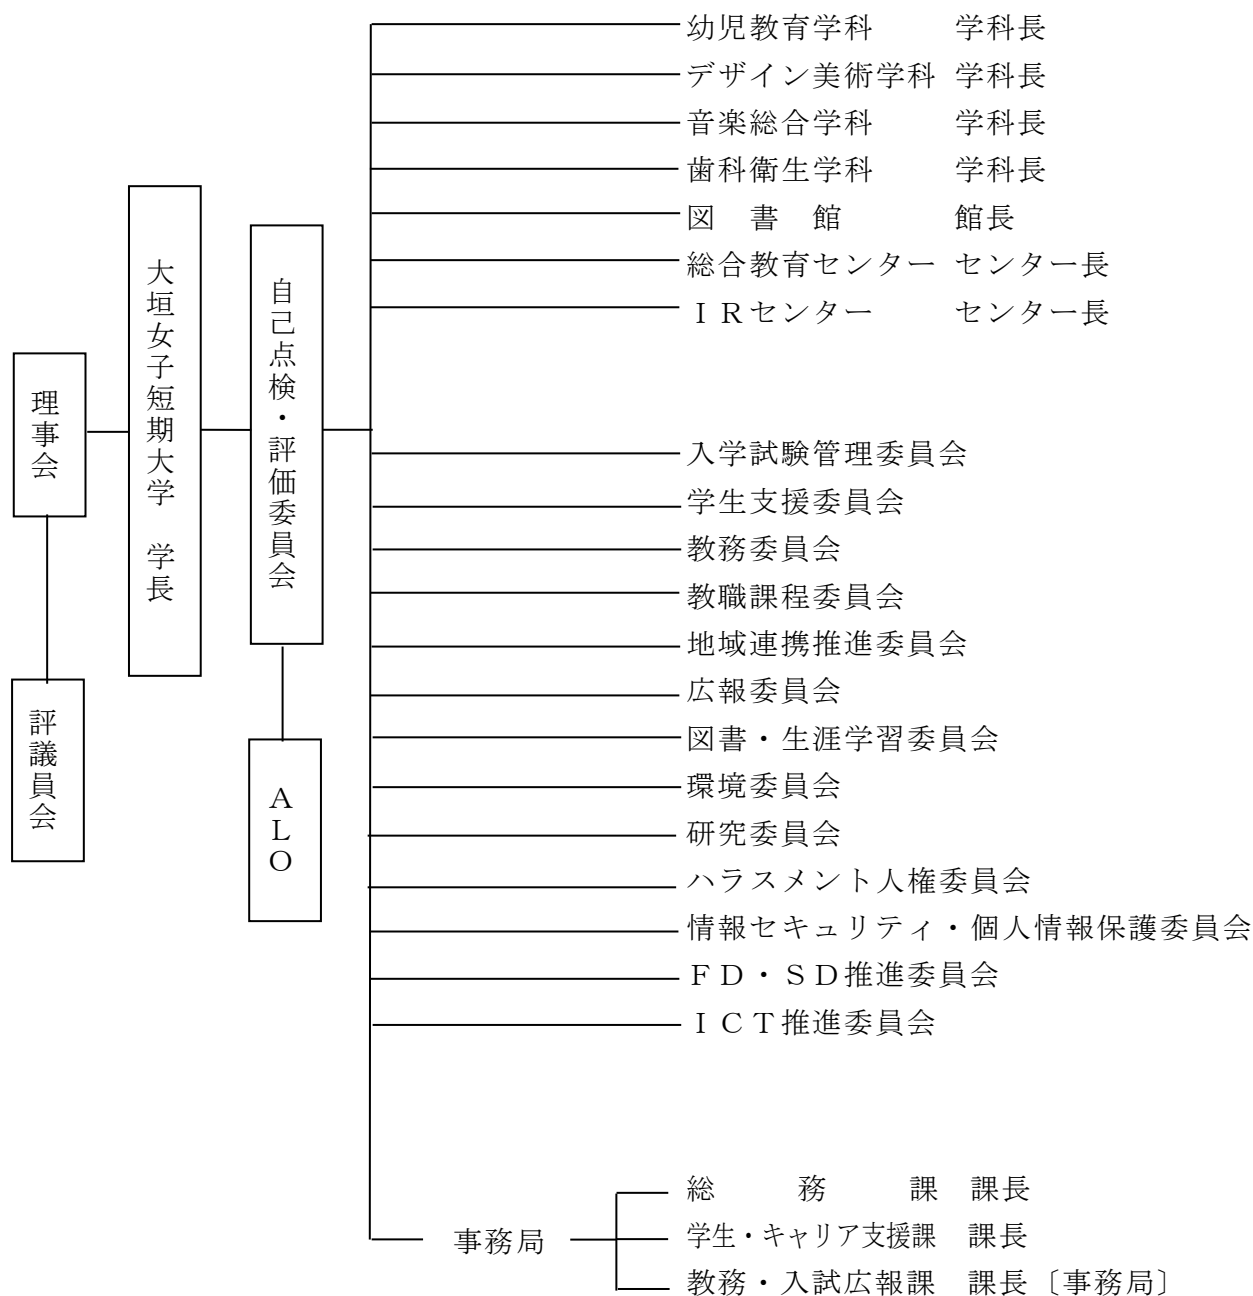 理事会
評議員会
大垣女子短期大学　学長
自己点検・評価委員会
ALO
幼児教育学科　学科長
デザイン美術学科　学科長
音楽総合学科　学科長
歯科衛生学科　学科長
図　書　館　館長
総合教育センター　センター長
ＩＲセンター　センター長
入学試験管理委員会
学生支援委員会
教務委員会
教職課程委員会
地域連携推進委員会
広報委員会
図書・生涯学習委員会
環境委員会
研究委員会
ハラスメント人権委員会
情報セキュリティ・個人情報保護委員会
ＦＤ・ＳＤ推進委員会
ＩＣＴ推進委員会
事務局
総　務　課　課長
学生・キャリア支援課　課長
教務・入試広報課　課長〔事務局〕